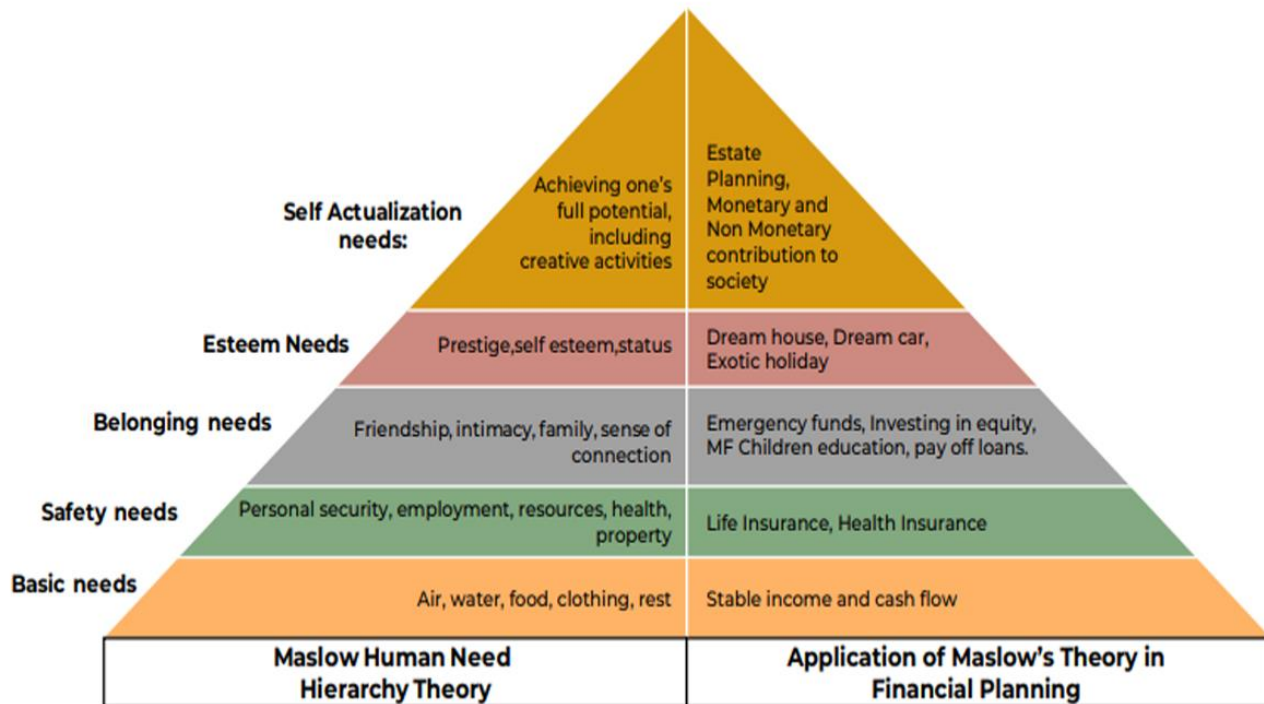 Self Actualization
needs:
Achieving one's
full potential,
including
creative activities
Estate
Planning,
Monetary and
Non Monetary
contribution to
society
Esteem Needs
Prestige,self esteem,status
Dream house, Dream car,
Exotic holiday
Belonging needs
Friendship, intimacy, family, sense of
connection
Emergency funds, Investing in equity,
MF Children education, pay off loans.
Safety needs
Personal security, employment, resources, health,
property
Life Insurance, Health Insurance
Basic needs
Air, water, food, clothing, rest
Stable income and cash flow
Maslow Human Need
Hierarchy Theory
Application of Maslow's Theory in
Financial Planning